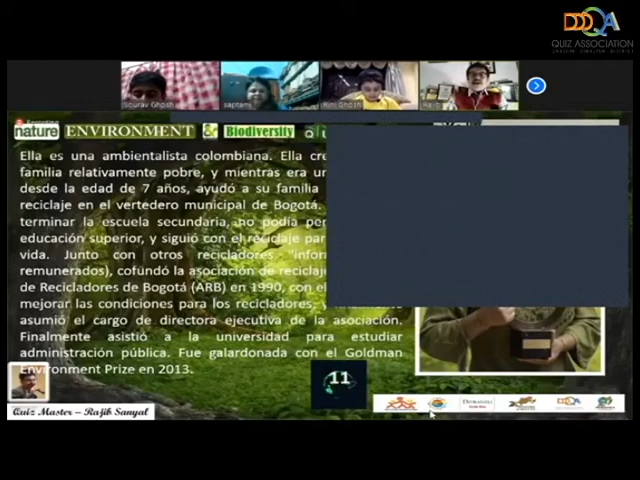 DDQA
QUIZ ASSOCIATION
Sourav Ghosh
saptami
Rini Ghosh
Rajib
Recording
nature ENVIRONMENT & Biodiversity
Ella es una ambientalista colombiana. Ella cre
familia relativamente pobre, y mientras era un
desde la edad de 7 años, ayudó a su familia
reciclaje en el vertedero municipal de Bogotá.
terminar la escuela secundaria, no podía per
educación superior, y siguió con el reciclaje par
vida. Junto con otros recicladores "infor
remunerados), cofundó la asociación de reciclaj
de Recicladores de Bogotá (ARB) en 1990, con el
mejorar las condiciones para los recicladores, y
asumió el cargo de directora ejecutiva de la asociación.
Finalmente asistió a la universidad para estudiar
administración pública. Fue galardonada con el Goldman
Environment Prize en 2013.
11
Quiz Master – Rajib Sanyal